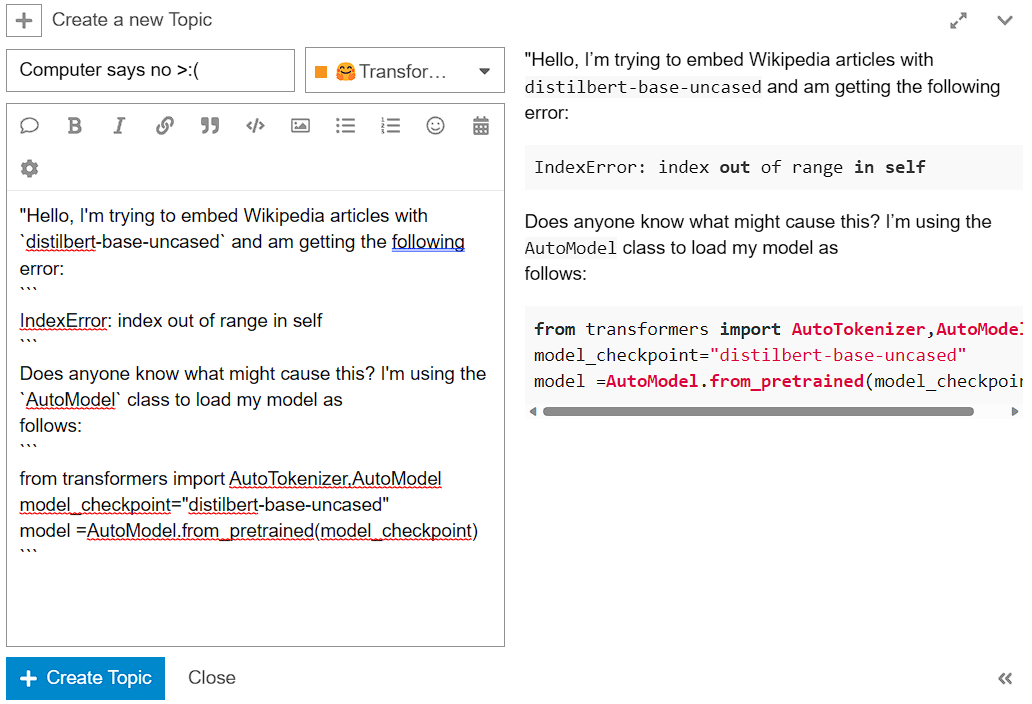 Create a new Topic
Computer says no >:(
🤗 Transfor...
"Hello, I'm trying to embed Wikipedia articles with
`distilbert-base-uncased` and am getting the following
error:
```
IndexError: index out of range in self
```
Does anyone know what might cause this? I'm using the
`AutoModel` class to load my model as
follows:
```
from transformers import AutoTokenizer,AutoModel
model_checkpoint="distilbert-base-uncased"
model =AutoModel.from_pretrained(model_checkpoint)
```
"Hello, I’m trying to embed Wikipedia articles with
distilbert-base-uncased and am getting the following
error:
IndexError: index out of range in self
Does anyone know what might cause this? I’m using the
AutoModel class to load my model as
follows:
from transformers import AutoTokenizer,AutoModel
model_checkpoint="distilbert-base-uncased"
model =AutoModel.from_pretrained(model_checkpoin
Create Topic
Close